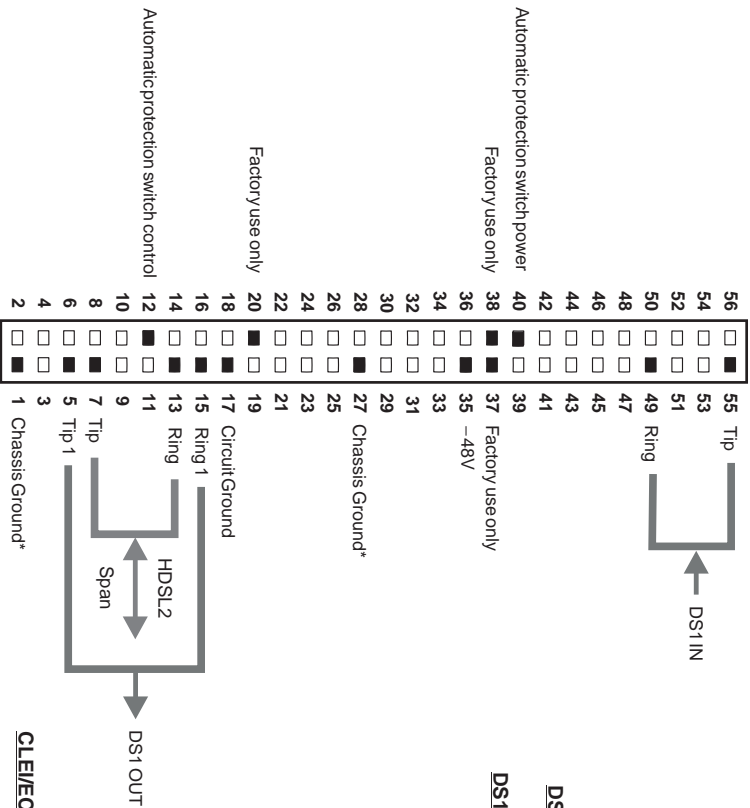 56 55 Tip
54 53
DS1 IN
52 51
50 49 Ring
48 47
46 45
44 43
DS
42 41
Automatic protection switch power 40 39
Factory use only 38 37 Factory use only
DS1
36 35 –48V
34 33
32 31
30 29
28 27 Chassis Ground*
26 25
24 23
22 21
Factory use only 20 19
18 17 Circuit Ground
16 15 Ring 1
14 13 Ring
HDSL2
Automatic protection switch control 12 11
DS1 OUT
10 9
Span
8 7 Tip
6 5 Tip 1
4 3
2 1 Chassis Ground*
CLEI/EC